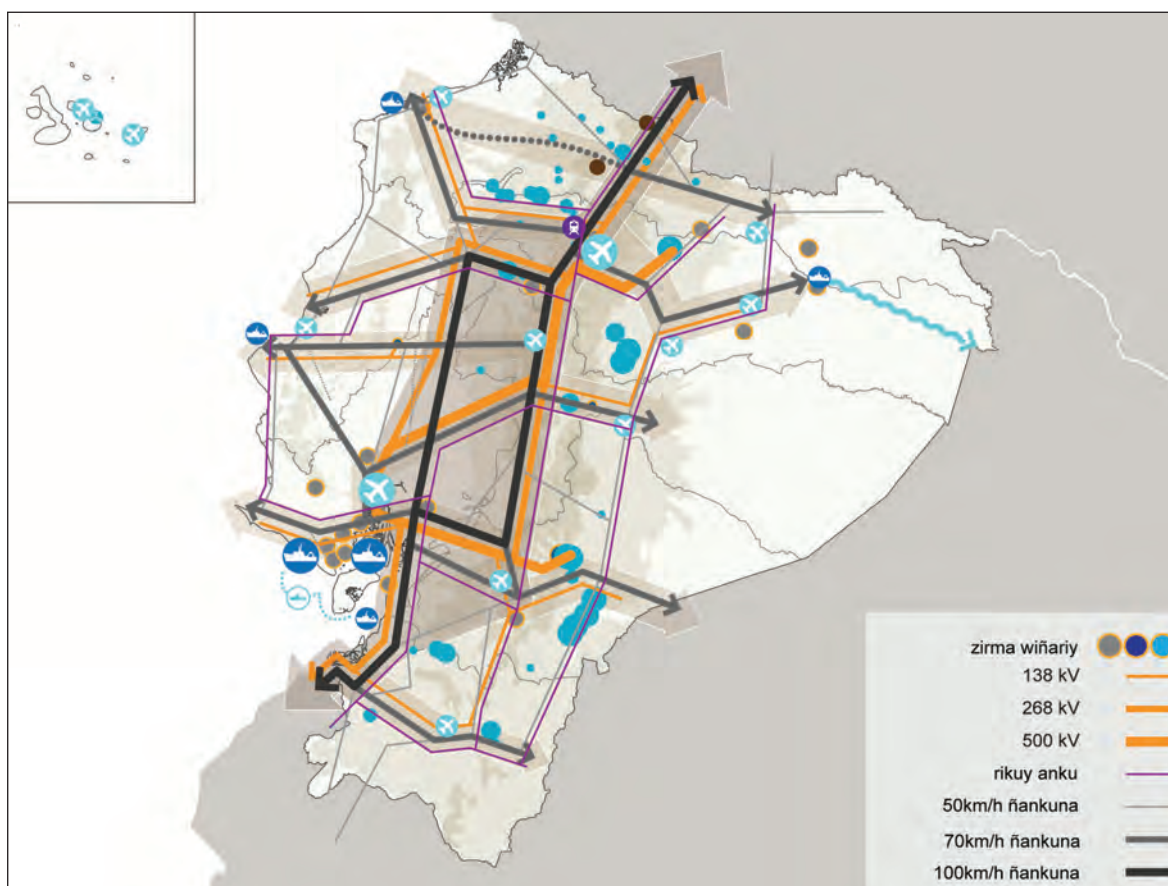 zirma wiñariy
138 kV
268 kV
500 kV
rikuy anku
50km/h ñankuna
70km/h ñankuna
100km/h ñankuna